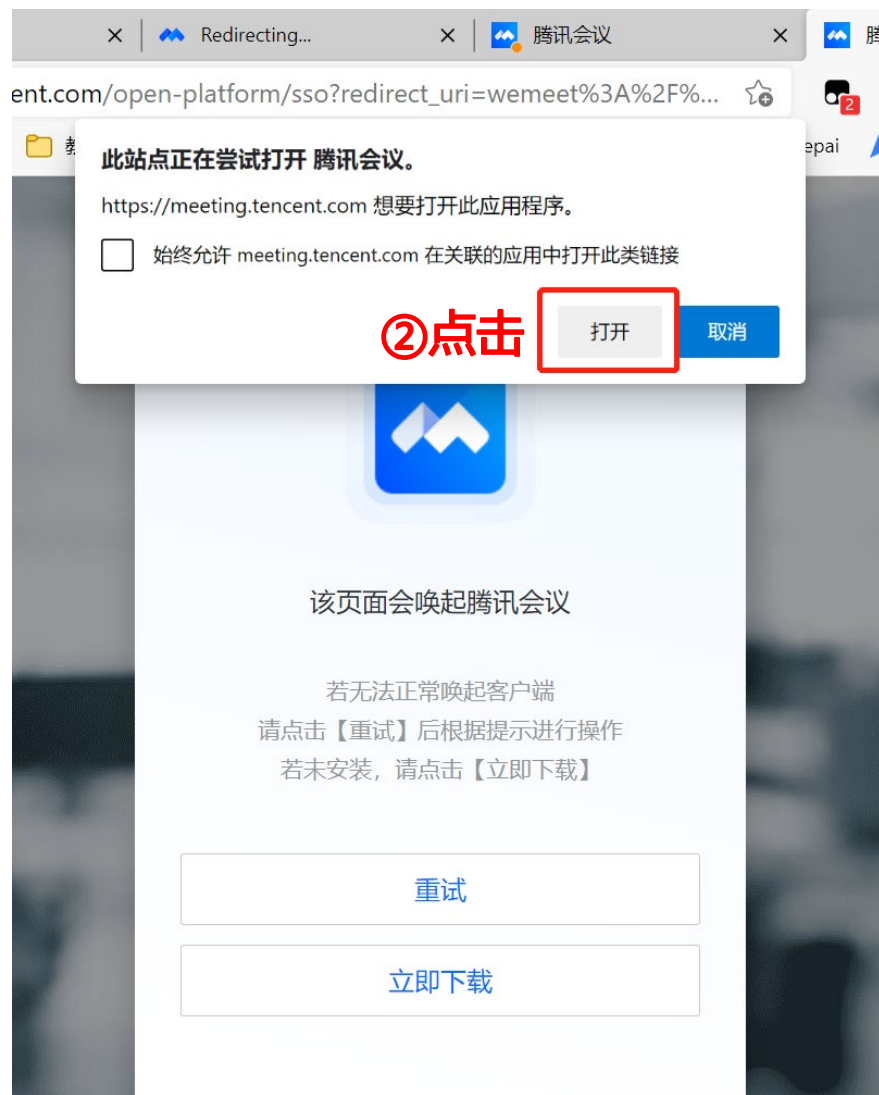 Redirecting...
腾讯会议
ent.com/open-platform/sso?redirect_uri=wemeet%3A%2F%...
2
epai
此站点正在尝试打开 腾讯会议。
https://meeting.tencent.com 想要打开此应用程序。
始终允许 meeting.tencent.com 在关联的应用中打开此类链接
②点击
打开
取消
该页面会唤起腾讯会议
若无法正常唤起客户端
请点击【重试】后根据提示进行操作
若未安装，请点击【立即下载】
重试
立即下载